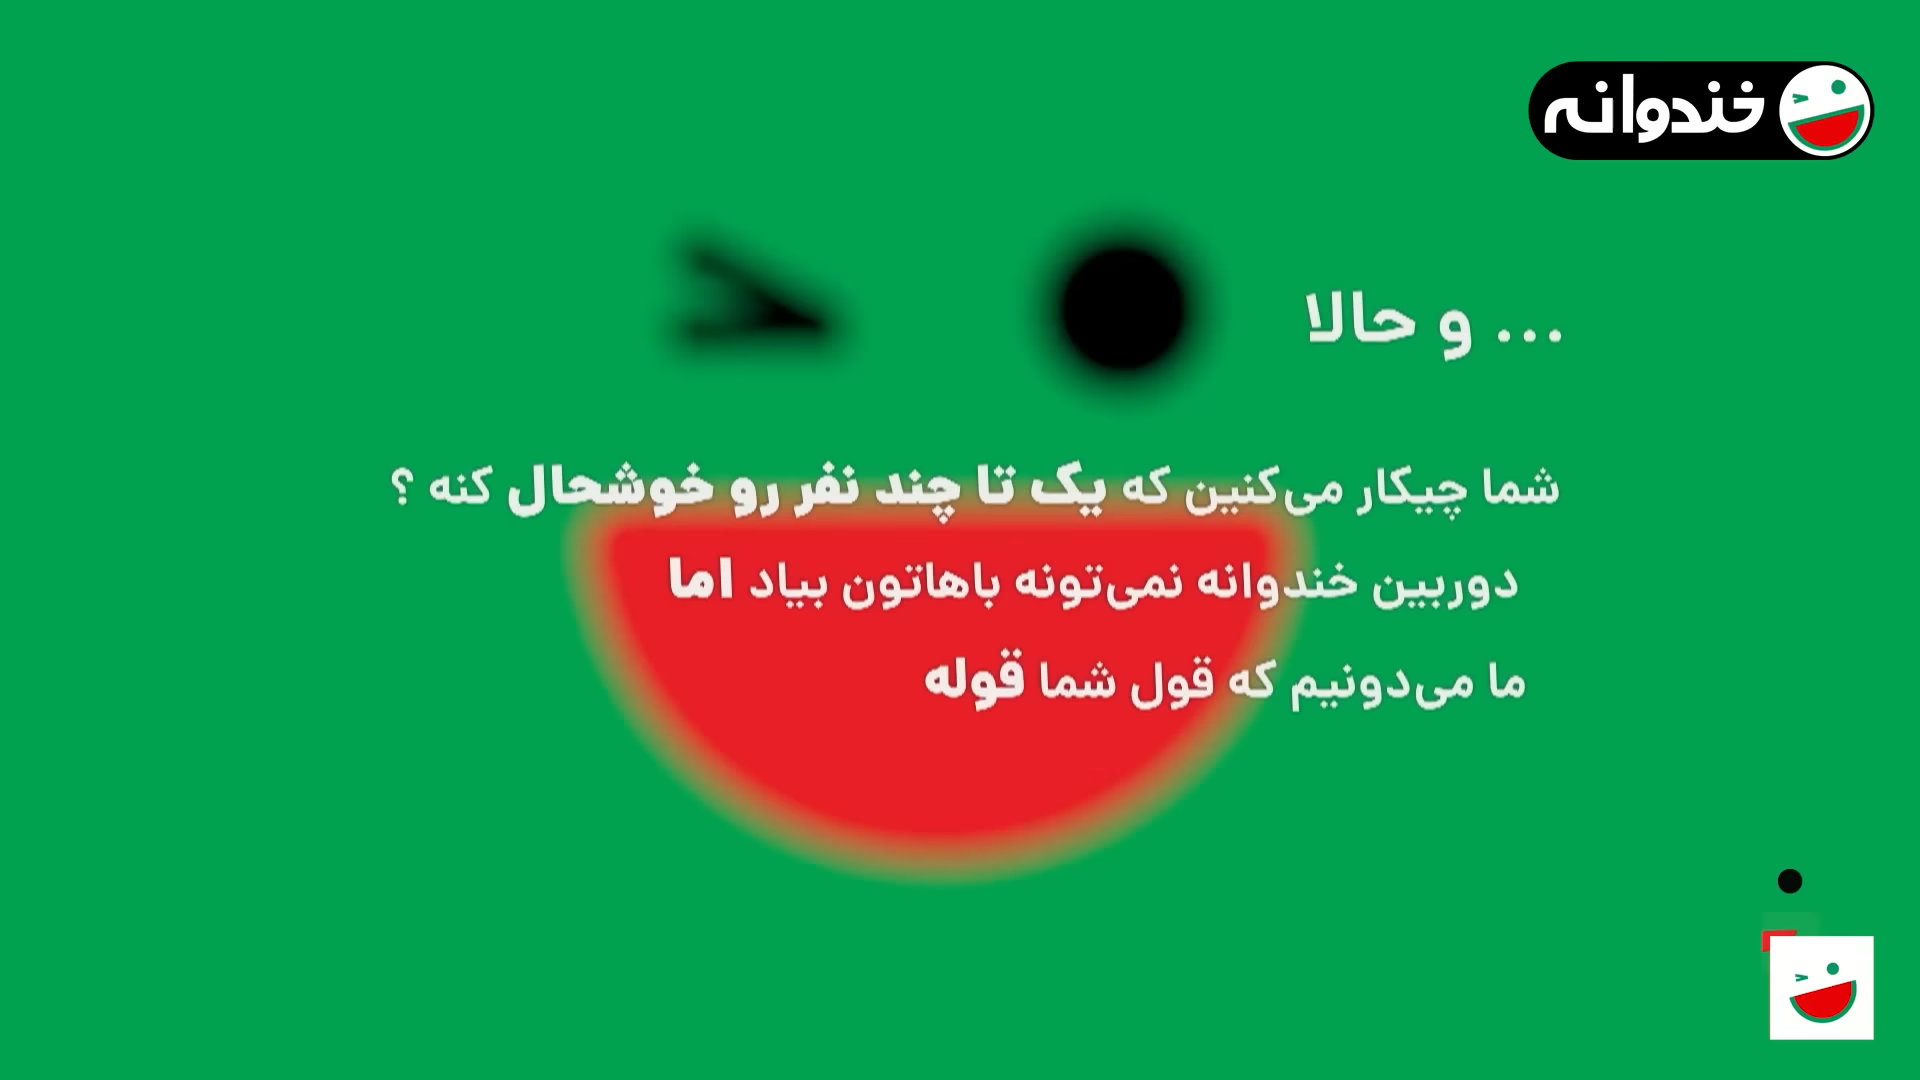 خندوانه
... و حالا
شما چیکار می‌کنین که یک تا چند نفر رو خوشحال کنه ؟
دوربین خندوانه نمی‌تونه باهاتون بیاد اما
ما می‌دونیم که قول شما قوله